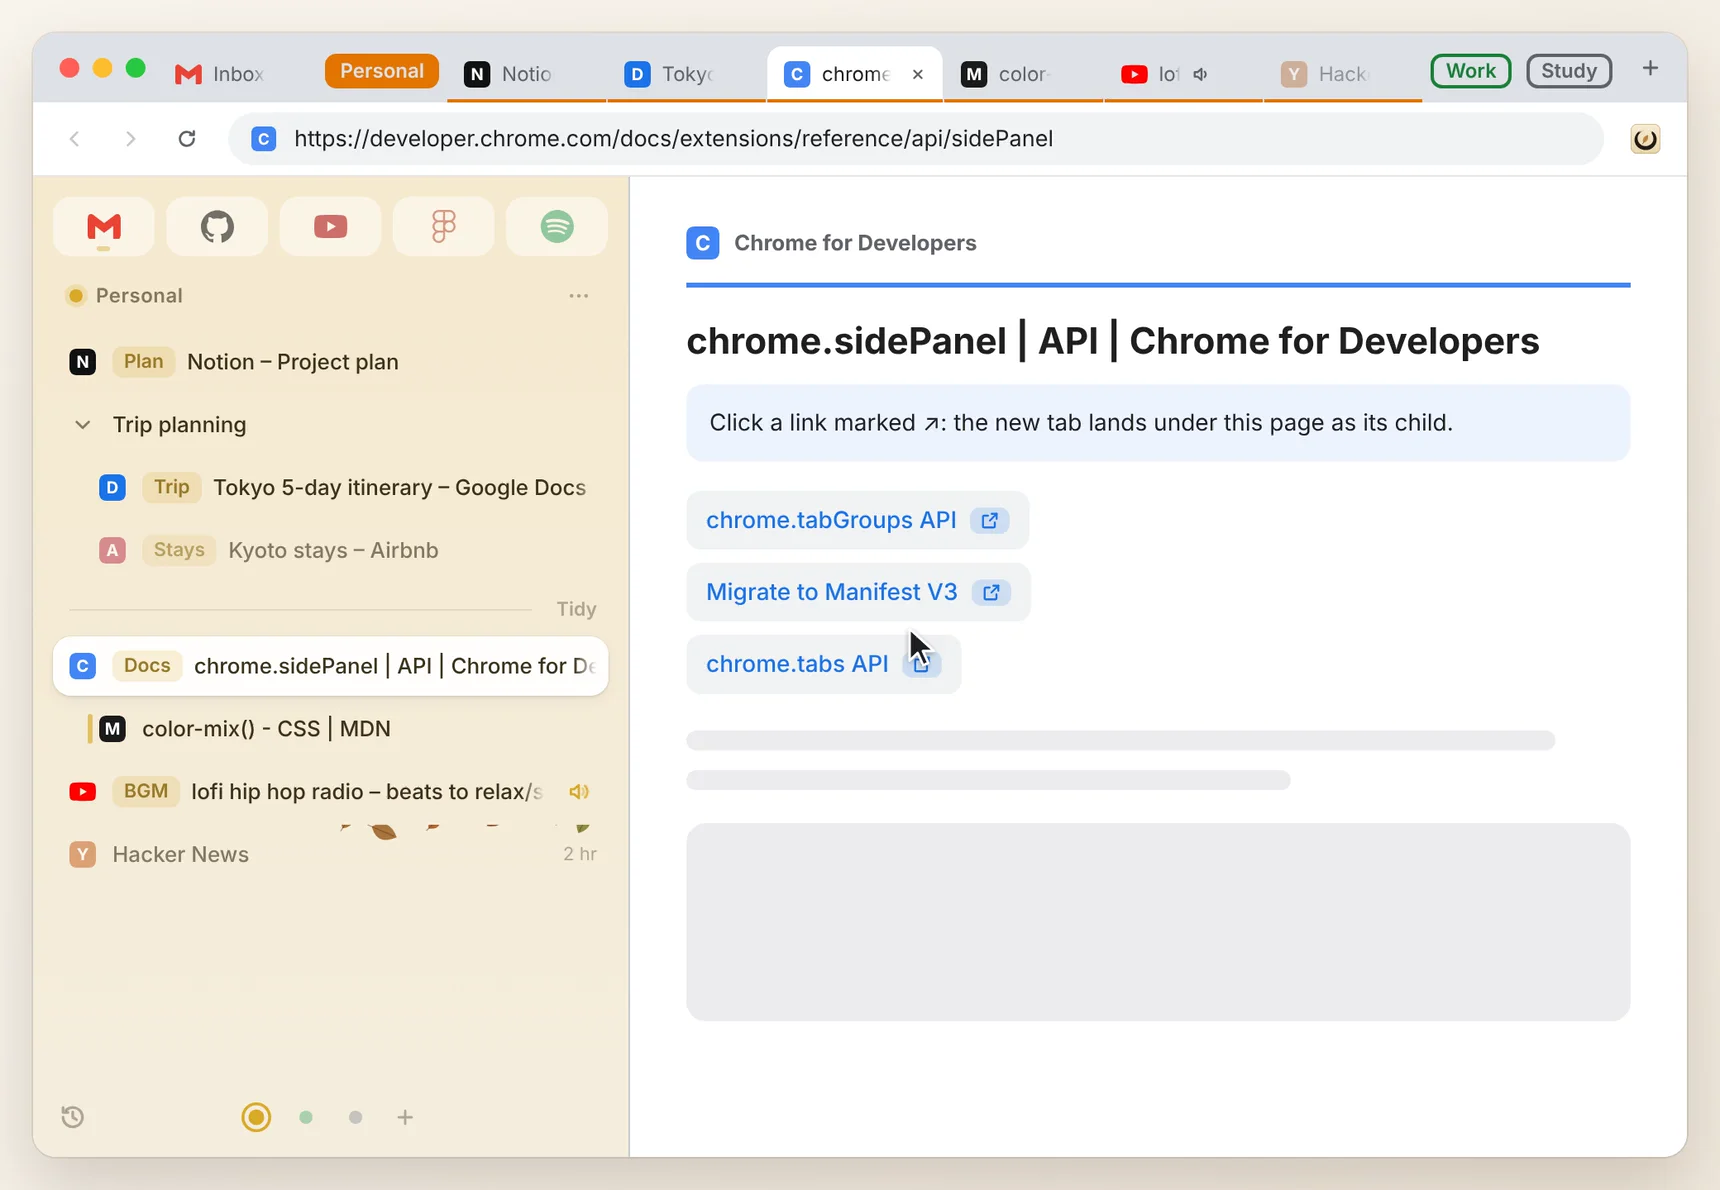 Inbox
Personal
N Notio
D Toky
C chrome
M color-
lof
Y Hack
Work
Study
C https://developer.chrome.com/docs/extensions/reference/api/sidePanel
Personal
N Plan Notion – Project plan
Trip planning
D Trip Tokyo 5-day itinerary – Google Docs
A Stays Kyoto stays – Airbnb
Tidy
C Docs chrome.sidePanel | API | Chrome for De
M color-mix() - CSS | MDN
BGM lofi hip hop radio – beats to relax/s
Y Hacker News 2 hr
C Chrome for Developers
chrome.sidePanel | API | Chrome for Developers
Click a link marked ↗: the new tab lands under this page as its child.
chrome.tabGroups API
Migrate to Manifest V3
chrome.tabs API